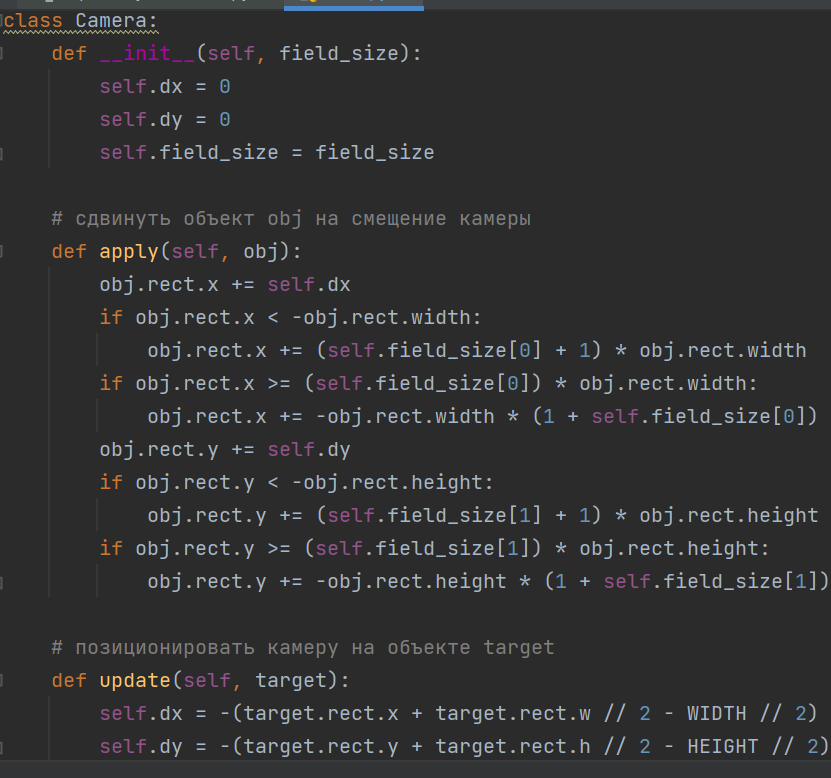 class Camera:
    def __init__(self, field_size):
        self.dx = 0
        self.dy = 0
        self.field_size = field_size
    # сдвинуть объект obj на смещение камеры
    def apply(self, obj):
        obj.rect.x += self.dx
        if obj.rect.x < -obj.rect.width:
            obj.rect.x += (self.field_size[0] + 1) * obj.rect.width
        if obj.rect.x >= (self.field_size[0]) * obj.rect.width:
            obj.rect.x += -obj.rect.width * (1 + self.field_size[0])
        obj.rect.y += self.dy
        if obj.rect.y < -obj.rect.height:
            obj.rect.y += (self.field_size[1] + 1) * obj.rect.height
        if obj.rect.y >= (self.field_size[1]) * obj.rect.height:
            obj.rect.y += -obj.rect.height * (1 + self.field_size[1])
    # позиционировать камеру на объекте target
    def update(self, target):
        self.dx = -(target.rect.x + target.rect.w // 2 - WIDTH // 2)
        self.dy = -(target.rect.y + target.rect.h // 2 - HEIGHT // 2)